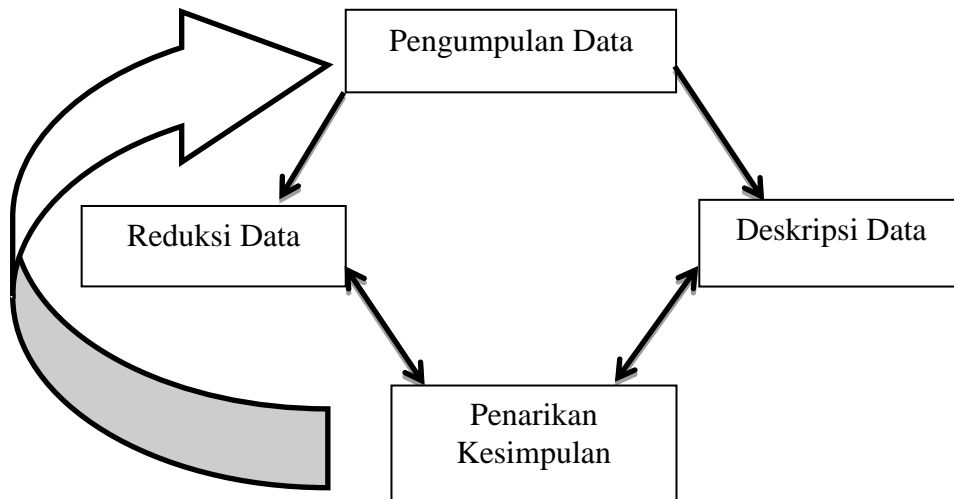 Pengumpulan Data
Reduksi Data
Deskripsi Data
Penarikan
Kesimpulan